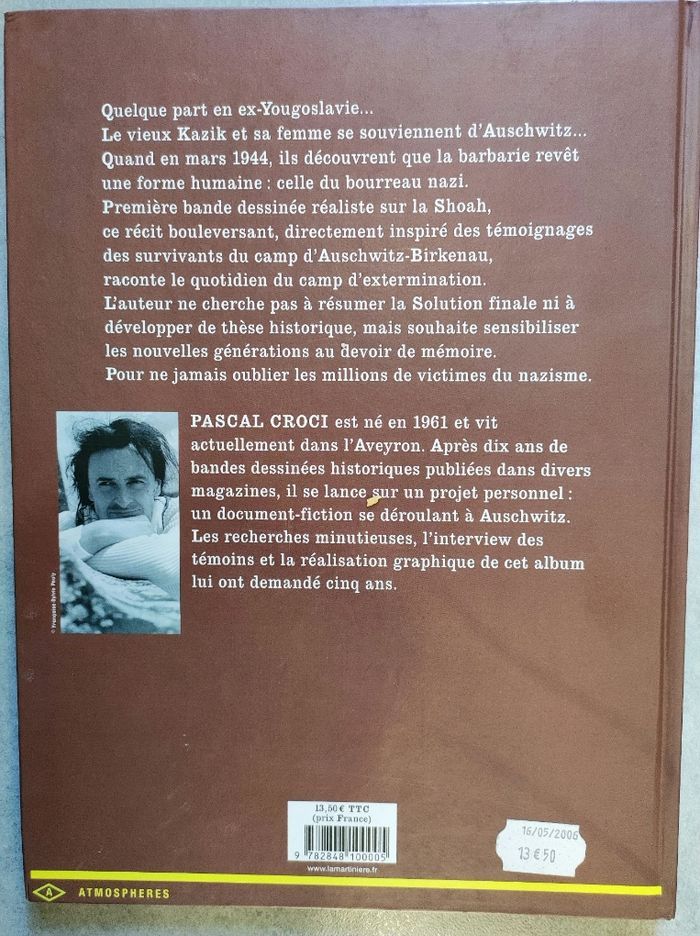 Quelque part en ex-Yougoslavie...
Le vieux Kazik et sa femme se souviennent d'Auschwitz...
Quand en mars 1944, ils découvrent que la barbarie revêt
une forme humaine : celle du bourreau nazi.
Première bande dessinée réaliste sur la Shoah,
ce récit bouleversant, directement inspiré des témoignages
des survivants du camp d'Auschwitz-Birkenau,
raconte le quotidien du camp d'extermination.
L'auteur ne cherche pas à résumer la Solution finale ni à
développer de thèse historique, mais souhaite sensibiliser
les nouvelles générations au devoir de mémoire.
Pour ne jamais oublier les millions de victimes du nazisme.
PASCAL CROCI est né en 1961 et vit
actuellement dans l'Aveyron. Après dix ans de
bandes dessinées historiques publiées dans divers
magazines, il se lance sur un projet personnel :
un document-fiction se déroulant à Auschwitz.
Les recherches minutieuses, l'interview des
témoins et la réalisation graphique de cet album
lui ont demandé cinq ans.
© Françoise-Sylvie Pauly
13,50€ TTC
(prix France)
9 782848 100005
www.lamartiniere.fr
16/05/2006
13 € 50
A ATMOSPHERES